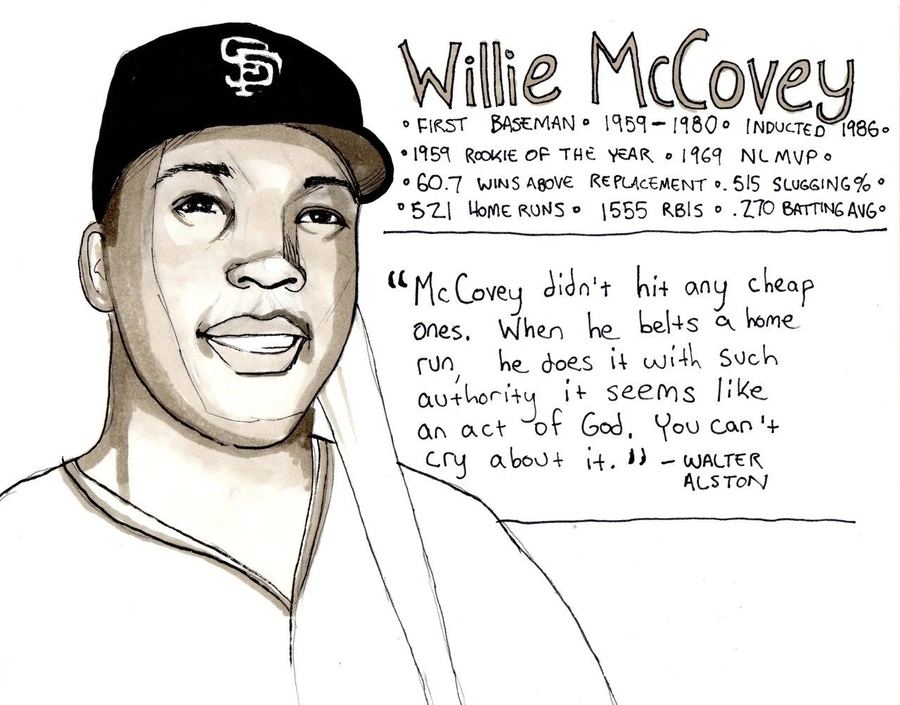 SF
Willie McCovey
• FIRST BASEMAN • 1959-1980 • INDUCTED 1986•
• 1959 ROOKIE OF THE YEAR • 1969 NL MVP •
• 60.7 WINS ABOVE REPLACEMENT • .515 SLUGGING% •
• 521 HOME RUNS • 1555 RBIS • .270 BATTING AVG•
“McCovey didn't hit any cheap
ones. When he belts a home
run, he does it with such
authority it seems like
an act of God. You can't
cry about it.” - WALTER
ALSTON